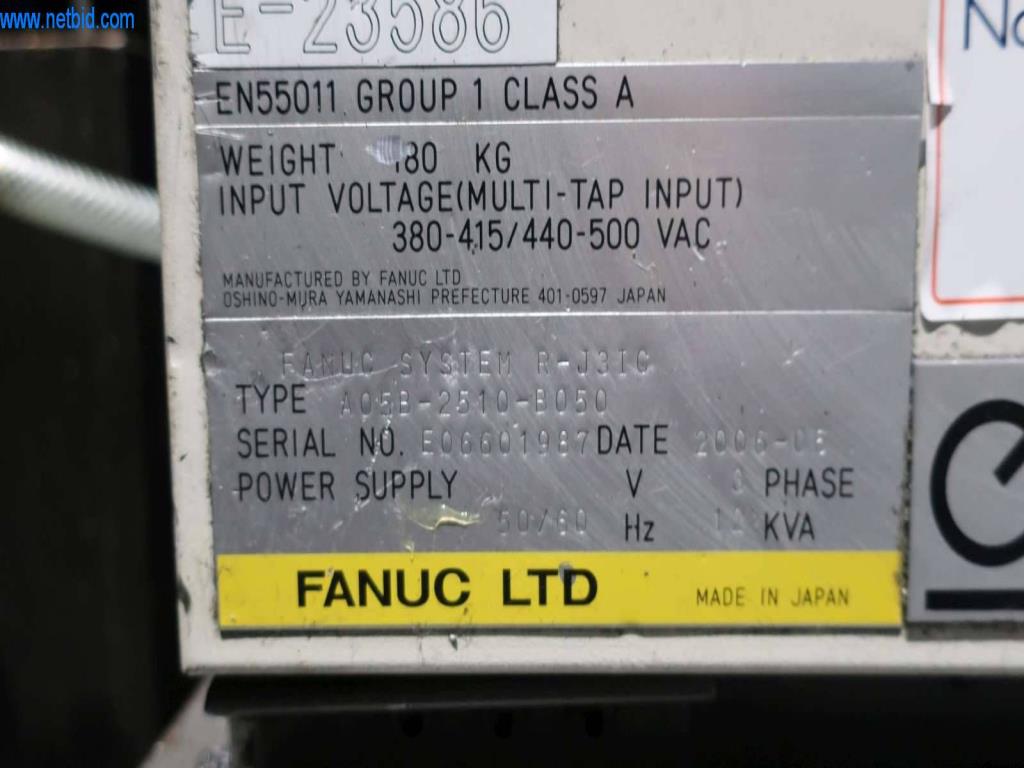 www.netbid.com
E-23586
No
EN55011 GROUP 1 CLASS A
WEIGHT 180 KG
INPUT VOLTAGE(MULTI-TAP INPUT)
380-415/440-500 VAC
MANUFACTURED BY FANUC LTD
OSHINO-MURA YAMANASHI PREFECTURE 401-0597 JAPAN
FANUC SYSTEM R-J3IC
TYPE A05B-2510-B050
SERIAL NO. E06601987 DATE
POWER SUPPLY V 3 PHASE
50/60 Hz KVA
FANUC LTD MADE IN JAPAN